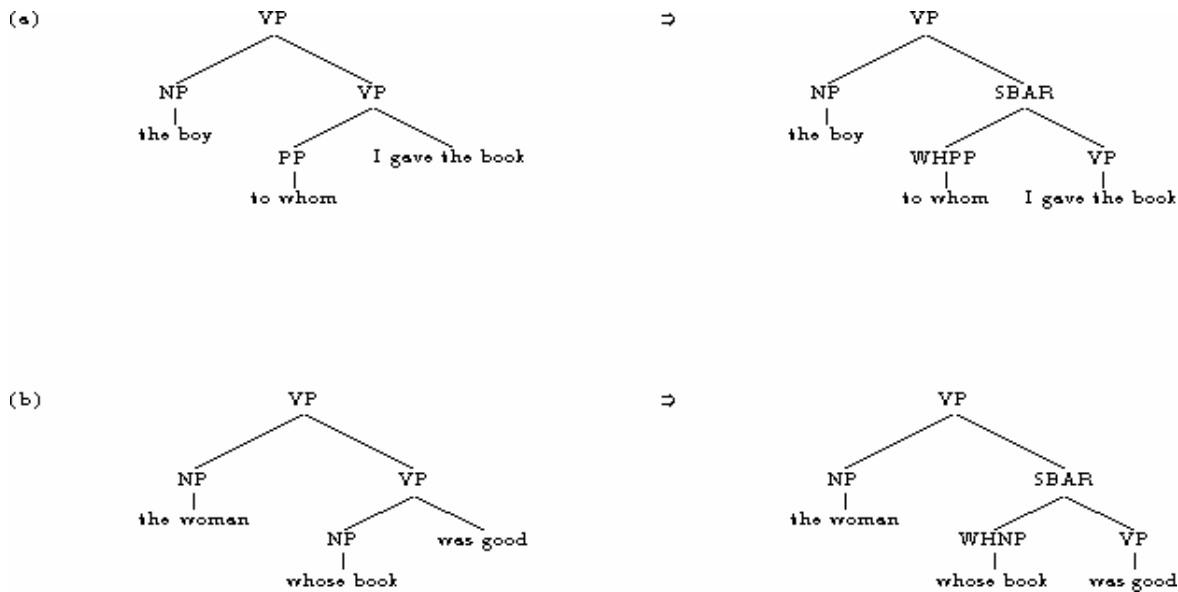 (a) VP ⇒ VP
NP VP NP SBAR
the boy the boy
PP I gave the book WHPP VP
to whom to whom I gave the book
(b) VP ⇒ VP
NP VP NP SBAR
the woman the woman
NP was good WHNP VP
whose book whose book was good